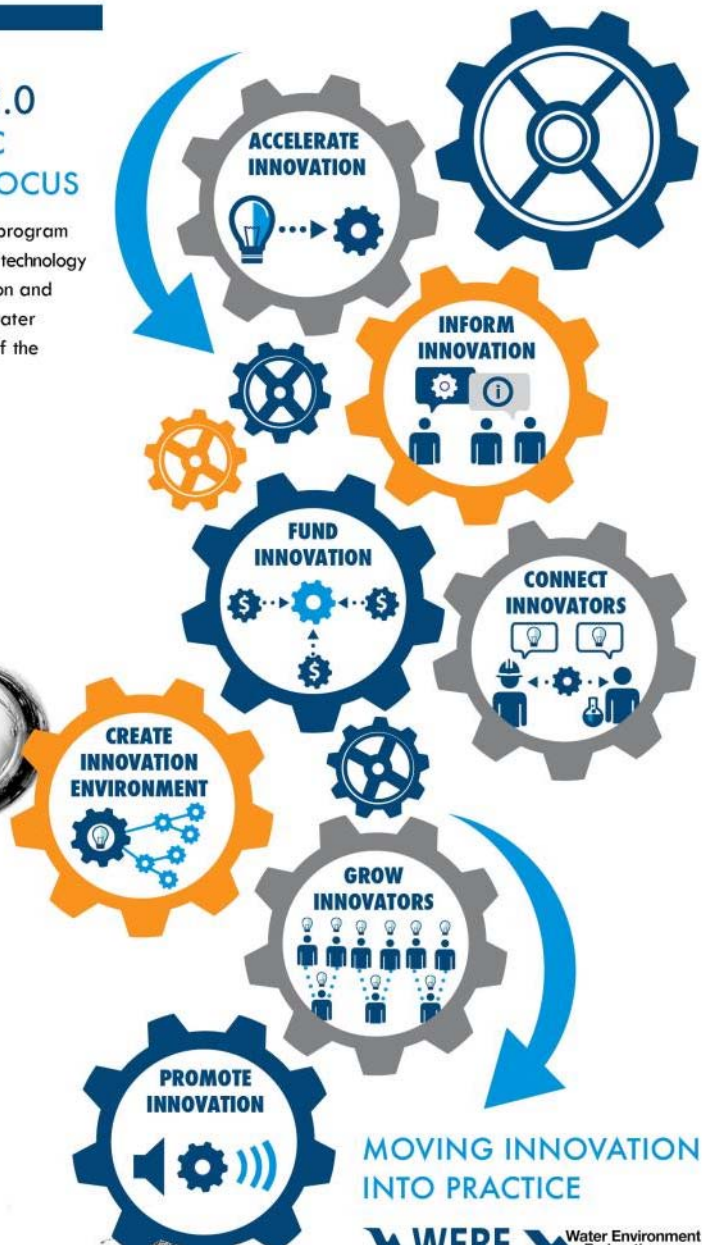 .0
OCUS
program
technology
on and
ater
f the
ACCELERATE
INNOVATION
INFORM
INNOVATION
i
FUND
INNOVATION
$
$
$
CONNECT
INNOVATORS
CREATE
INNOVATION
ENVIRONMENT
GROW
INNOVATORS
PROMOTE
INNOVATION
MOVING INNOVATION
INTO PRACTICE
WERF
Water Environment